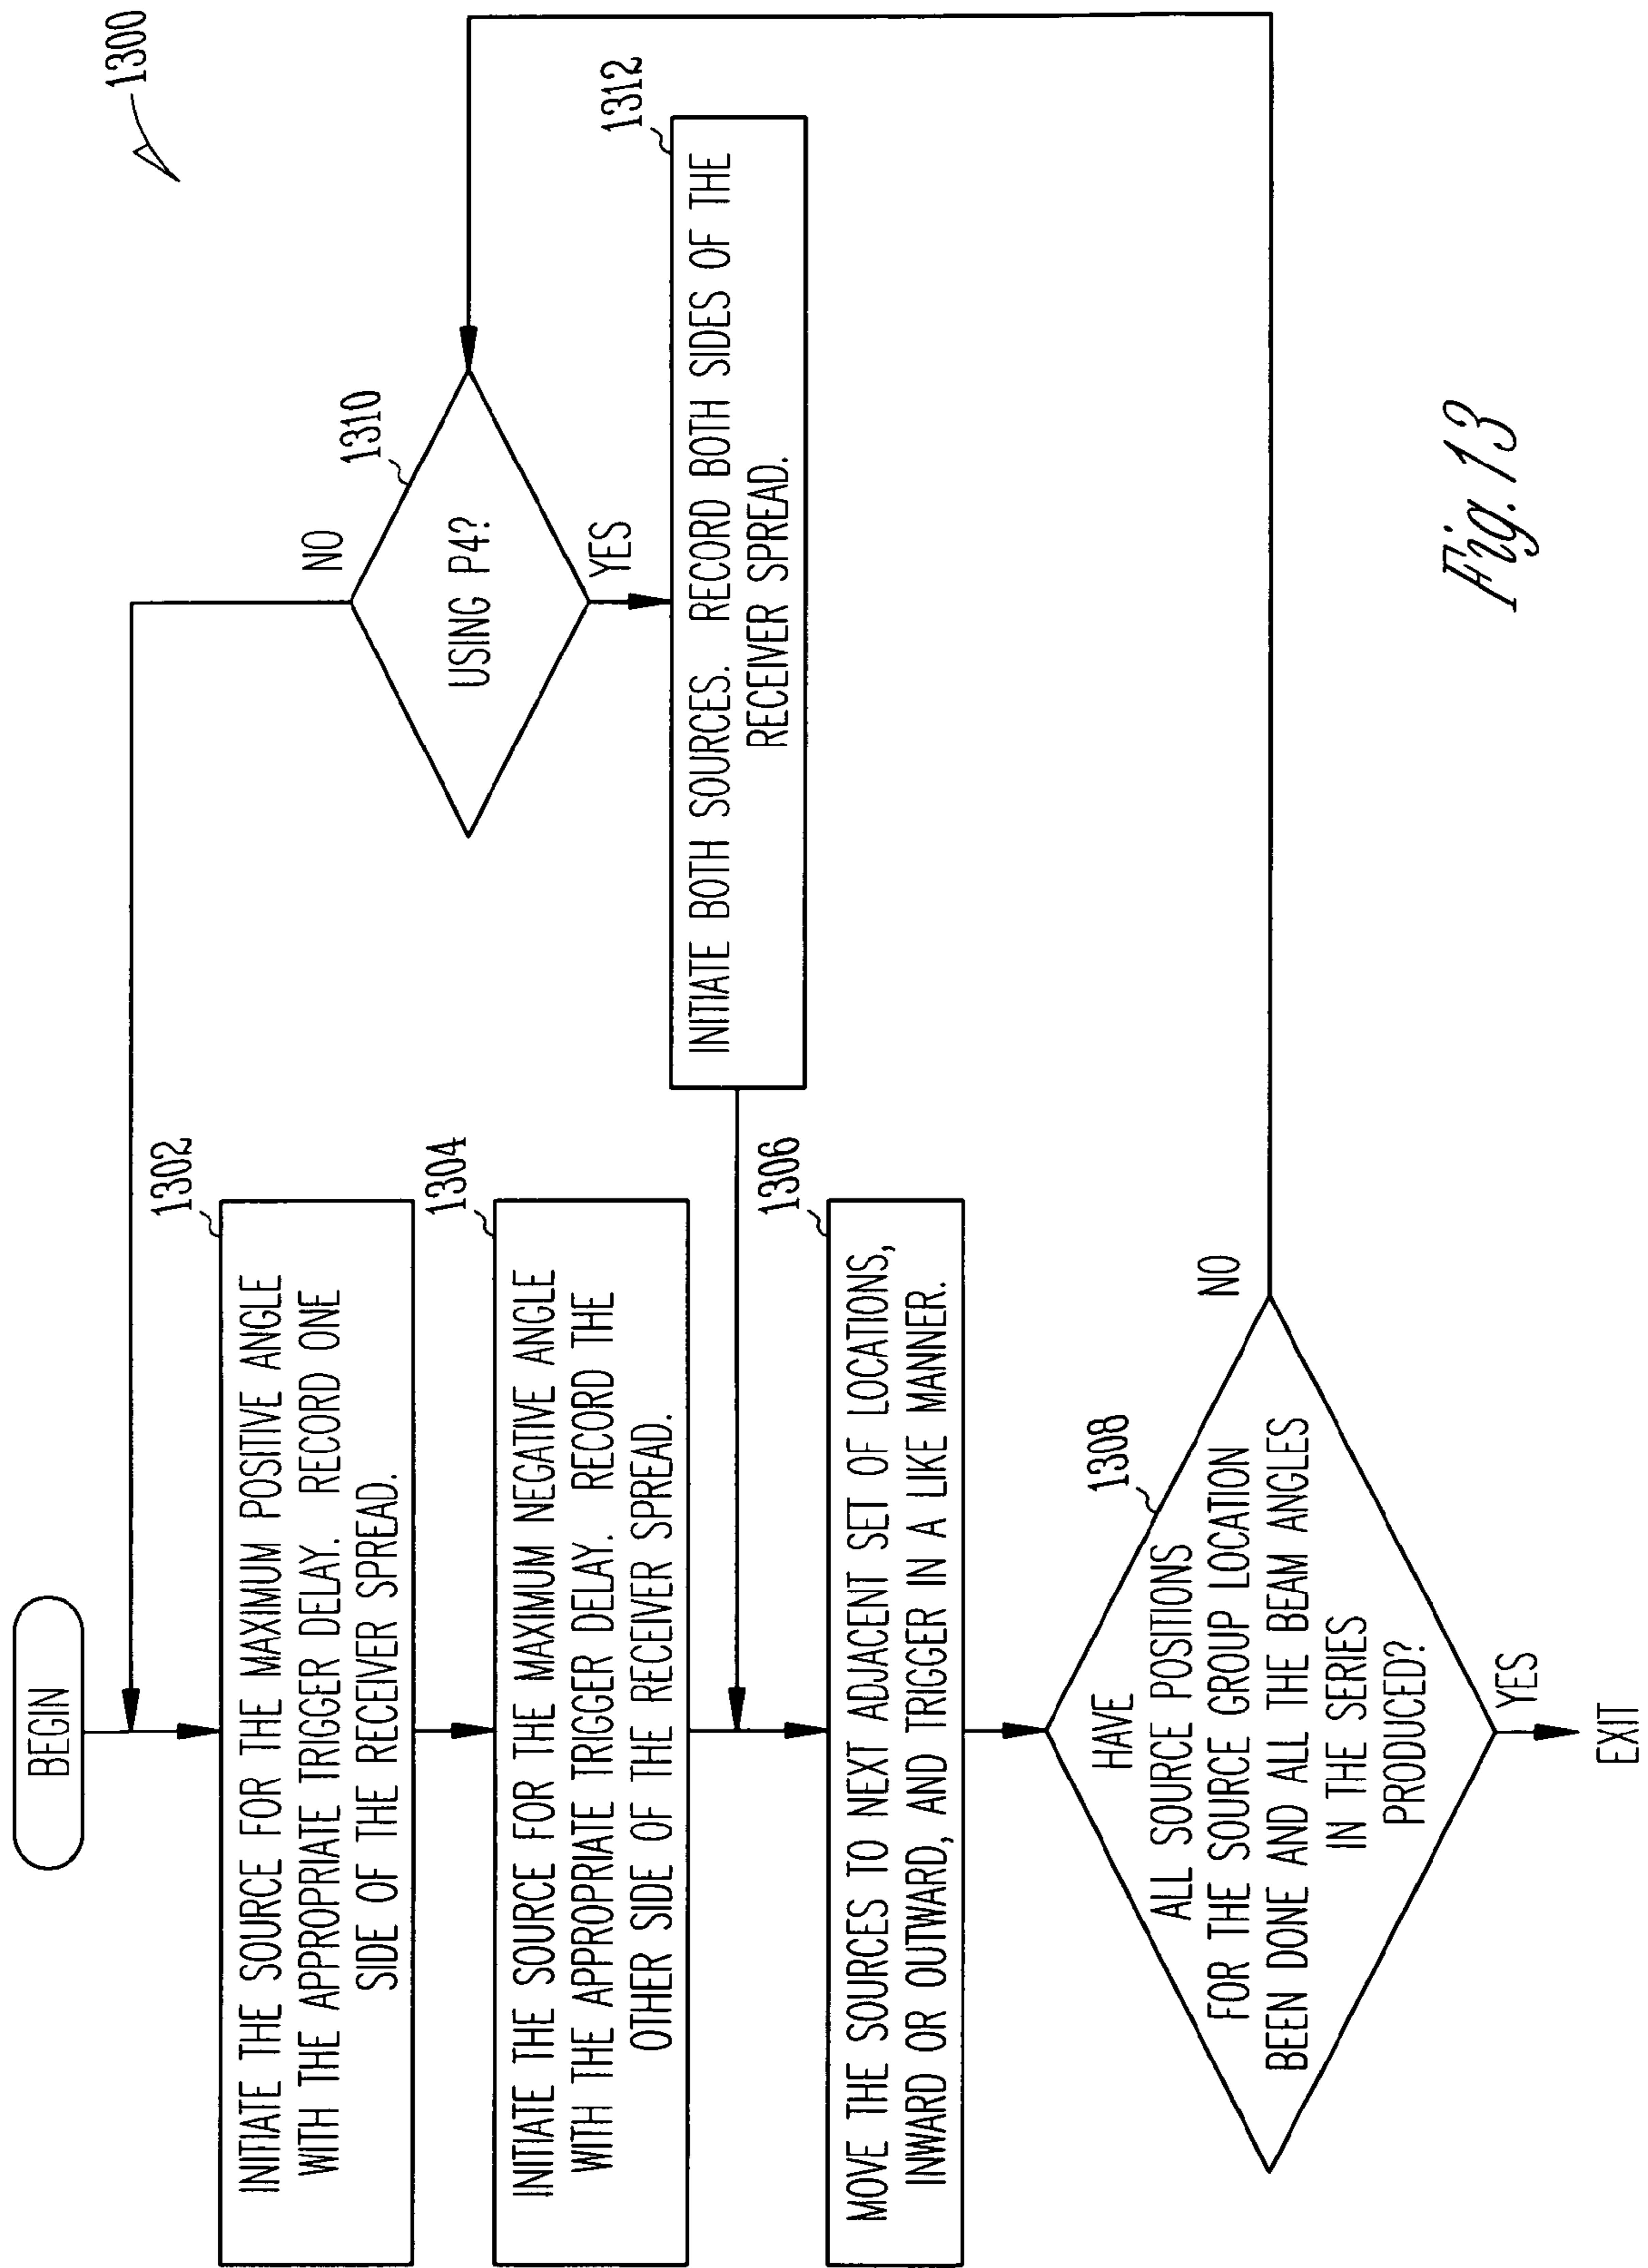 1300
BEGIN
1302
INITIATE THE SOURCE FOR THE MAXIMUM POSITIVE ANGLE
WITH THE APPROPRIATE TRIGGER DELAY. RECORD ONE
SIDE OF THE RECEIVER SPREAD.
1304
INITIATE THE SOURCE FOR THE MAXIMUM NEGATIVE ANGLE
WITH THE APPROPRIATE TRIGGER DELAY. RECORD THE
OTHER SIDE OF THE RECEIVER SPREAD.
1306
MOVE THE SOURCES TO NEXT ADJACENT SET OF LOCATIONS,
INWARD OR OUTWARD, AND TRIGGER IN A LIKE MANNER.
1308
HAVE
ALL SOURCE POSITIONS
FOR THE SOURCE GROUP LOCATION
BEEN DONE AND ALL THE BEAM ANGLES
IN THE SERIES
PRODUCED?
NO
YES
EXIT
1310
NO
USING P4?
YES
1312
INITIATE BOTH SOURCES. RECORD BOTH SIDES OF THE
RECEIVER SPREAD.
Fig. 13